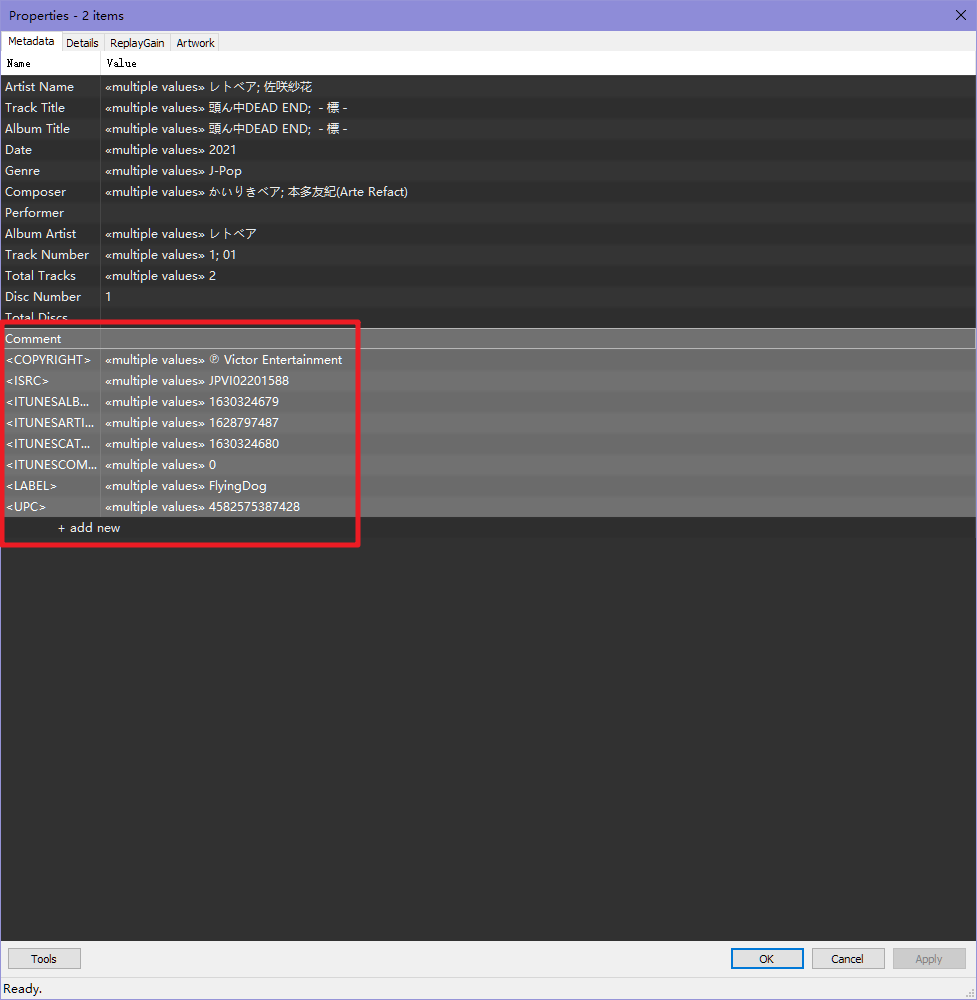 Properties - 2 items
Metadata Details ReplayGain Artwork
Name Value
Artist Name «multiple values» レトベア; 佐咲紗花
Track Title «multiple values» 頭ん中DEAD END; - 標 -
Album Title «multiple values» 頭ん中DEAD END; - 標 -
Date «multiple values» 2021
Genre «multiple values» J-Pop
Composer «multiple values» かいりきベア; 本多友紀(Arte Refact)
Performer
Album Artist «multiple values» レトベア
Track Number «multiple values» 1; 01
Total Tracks «multiple values» 2
Disc Number 1
Total Discs
Comment
<COPYRIGHT> «multiple values» ℗ Victor Entertainment
<ISRC> «multiple values» JPVI02201588
<ITUNESALB... «multiple values» 1630324679
<ITUNESARTI... «multiple values» 1628797487
<ITUNESCAT... «multiple values» 1630324680
<ITUNESCOM... «multiple values» 0
<LABEL> «multiple values» FlyingDog
<UPC> «multiple values» 4582575387428
+ add new
Tools OK Cancel Apply
Ready.